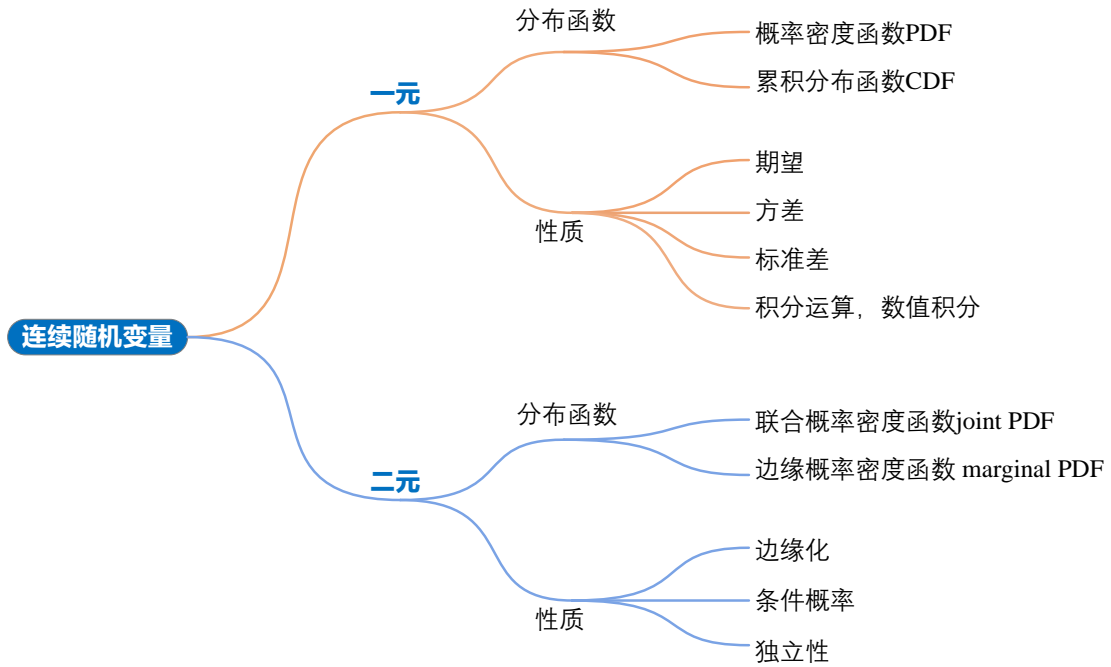 连续随机变量
一元
分布函数
概率密度函数PDF
累积分布函数CDF
性质
期望
方差
标准差
积分运算，数值积分
二元
分布函数
联合概率密度函数joint PDF
边缘概率密度函数 marginal PDF
性质
边缘化
条件概率
独立性